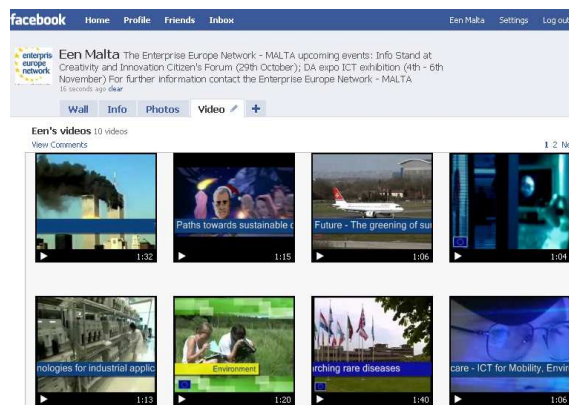 facebook Home Profile Friends Inbox Een Malta Settings Log out
enterpris
europe
network
Een Malta The Enterprise Europe Network - MALTA upcoming events: Info Stand at
Creativity and Innovation Citizen's Forum (29th October); DA expo ICT exhibition (4th - 6th
November) For further information contact the Enterprise Europe Network - MALTA
16 seconds ago clear
Wall Info Photos Video +
Een's videos 10 videos
View Comments 1 2 Ne
Paths towards sustainable d
Future - The greening of sur
1:32 1:15 1:06 1:04
nologies for industrial applic
Environment
rching rare diseases
care - ICT for Mobility, Envir
1:13 1:20 1:40 1:06